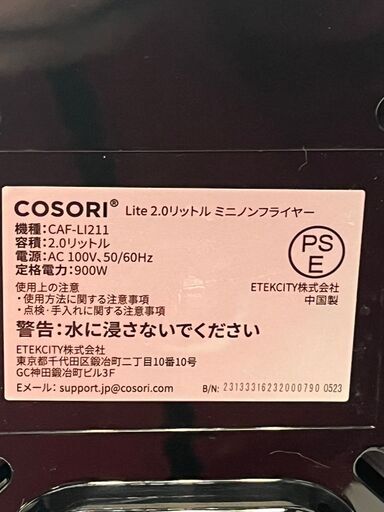 COSORI® Lite 2.0リットル ミニノンフライヤー
機種:CAF-LI211
容積:2.0リットル
電源:AC 100V、50/60Hz
定格電力:900W
PS
E
使用上の注意
・使用方法に関する注意事項
・点検・手入れに関する注意事項
ETEKCITY株式会社
中国製
警告:水に浸さないでください
ETEKCITY株式会社
東京都千代田区鍛冶町二丁目10番10号
GC神田鍛冶町ビル3F
Eメール:support.jp@cosori.com
B/N: 23133316232000790 0523